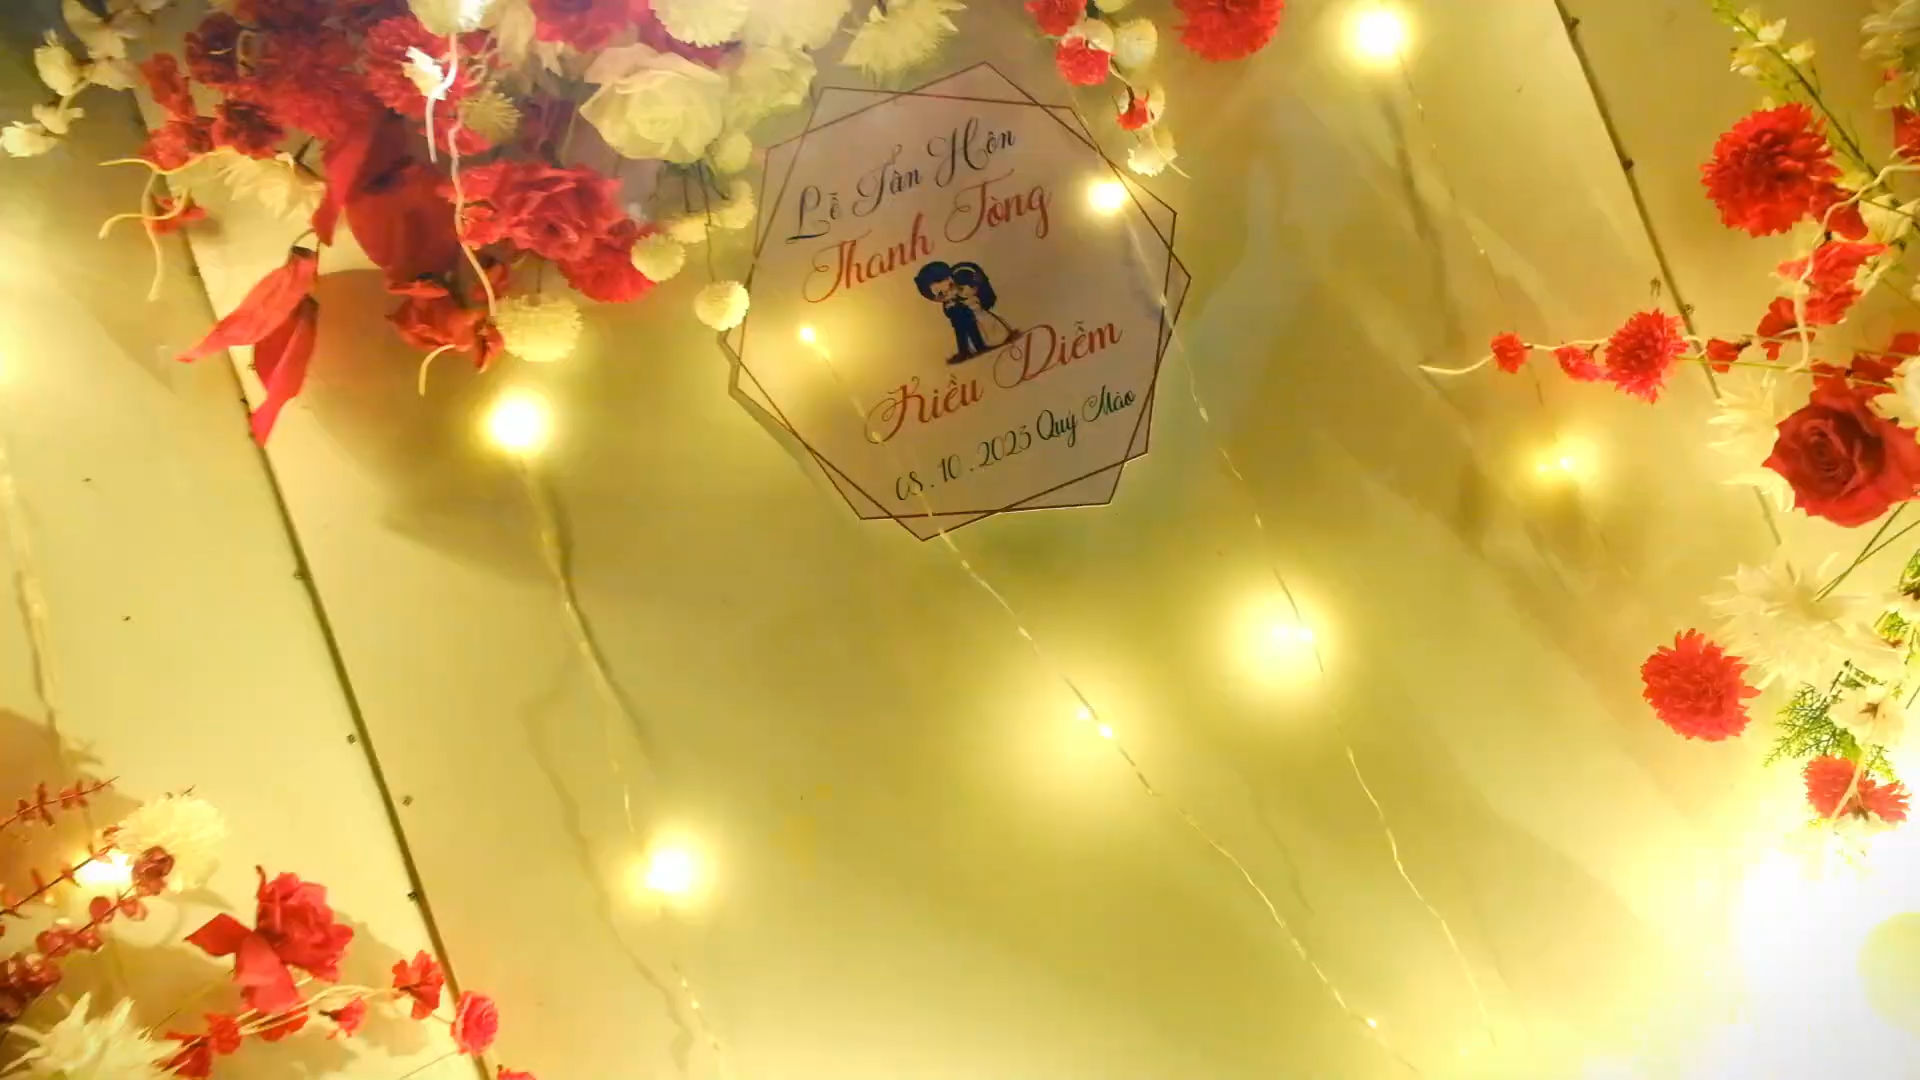 Lễ Tân Hôn
Thanh Tòng
Kiều Diễm
08.10.2023 Quý Mão